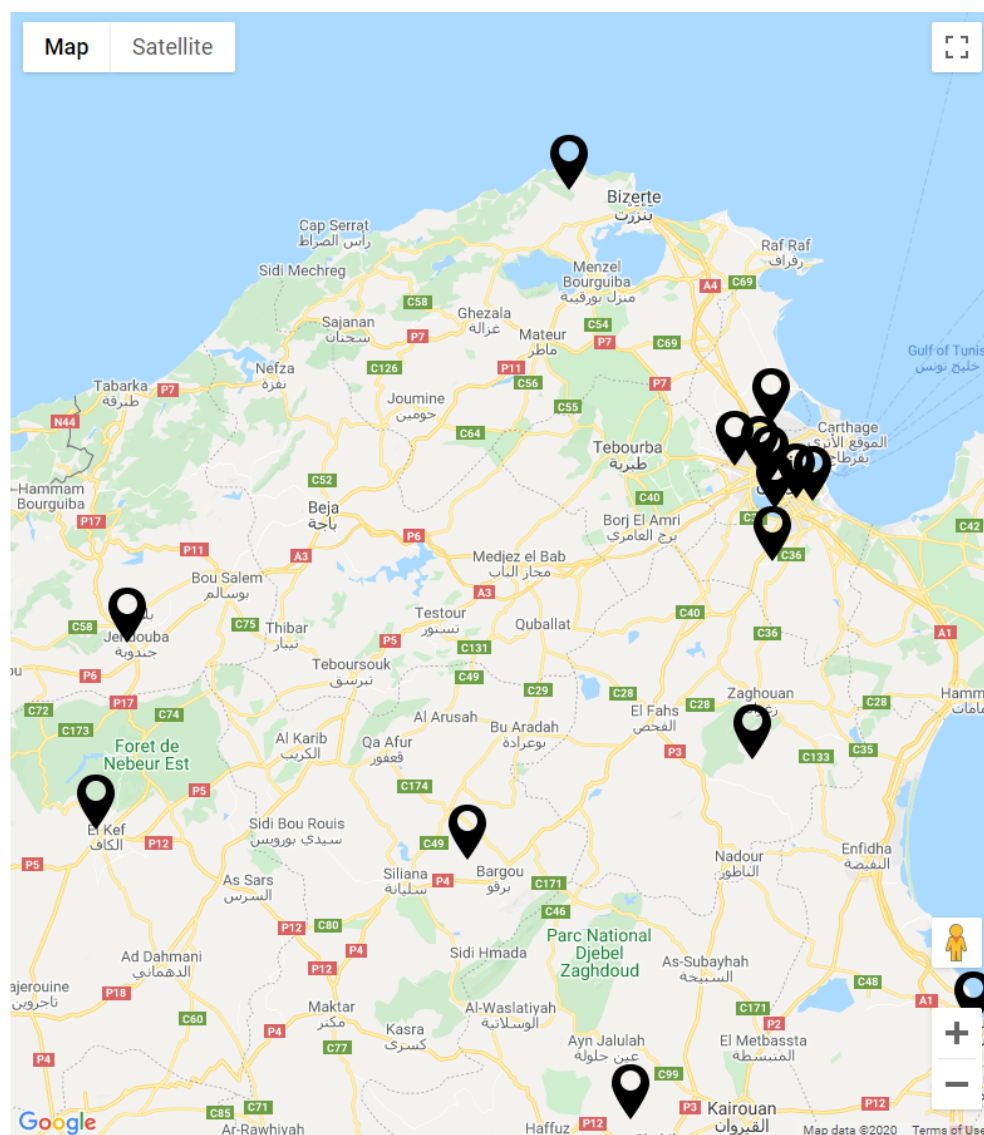 Map
Satellite
Bizerte
بنزرت
Cap Serrat
رأس الصراط
Raf Raf
رفراف
Sidi Mechreg
Menzel
Bourguiba
منزل بورقيبة
A4
C69
C58
Ghezala
غزالة
Sajanan
سجنان
P7
Mateur
ماطر
C54
P7
C69
Gulf of Tunis
خليج تونس
Nefza
نفزة
C126
P11
C56
P7
Tabarka
طبرقة
P7
Joumine
جومين
C55
N44
C64
Carthage
الموقع الأثري
Tebourba
طبربة
C52
Hammam
Bourguiba
C40
Beja
باجة
P17
Borj El Amri
برج العامري
C42
P6
P11
A3
Medjez el Bab
مجاز الباب
C36
Bou Salem
بوسالم
A3
Testour
تستور
C40
Quballat
C58
C75
Thibar
تيبار
Jendouba
جندوبة
P5
C131
C36
A1
Teboursouk
تبرسق
P6
C49
C29
C28
Zaghouan
P17
C72
C74
C173
El Fahs
الفحص
C28
C28
Al Arusah
Bu Aradah
بوعرادة
Al Karib
الكريب
Qa Afur
قعفور
Foret de
Nebeur Est
P3
C133
C35
C174
P5
Sidi Bou Rouis
سيدي بورويس
El Kef
الكاف
P12
C49
P5
Enfidha
النفيضة
Nadour
الناظور
Siliana
سليانة
P4
Bargou
برقو
C171
As Sars
السرس
C46
P12
C80
P4
Parc National
Djebel
Zaghdoud
Sidi Hmada
Ad Dahmani
الدهماني
P12
As-Subayhah
السبيخة
C48
ajerouine
تاجروين
P18
A1
Maktar
مكثر
Al-Waslatiyah
الوسلاتية
C171
C60
P2
P4
Kasra
كسرى
Ayn Jalulah
عين جلولة
El Metbassta
المتبسطة
C77
P4
C99
C85
C71
P3
Kairouan
القيروان
P12
Google
Ar-Rawhiyah
Haffuz
P12
Map data ©2020
Terms of Use